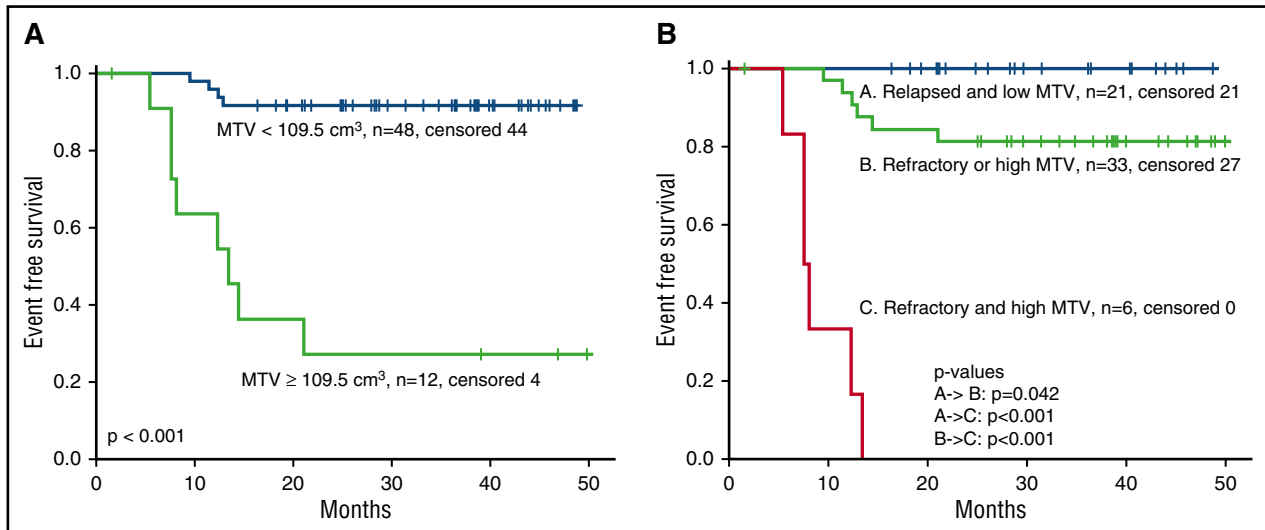 A
1.0
0.8
0.6
0.4
0.2
0.0
Event free survival
MTV < 109.5 cm³, n=48, censored 44
MTV ≥ 109.5 cm³, n=12, censored 4
p < 0.001
0 10 20 30 40 50
Months
B
1.0
0.8
0.6
0.4
0.2
0.0
Event free survival
A. Relapsed and low MTV, n=21, censored 21
B. Refractory or high MTV, n=33, censored 27
C. Refractory and high MTV, n=6, censored 0
p-values
A-> B: p=0.042
A->C: p<0.001
B->C: p<0.001
0 10 20 30 40 50
Months